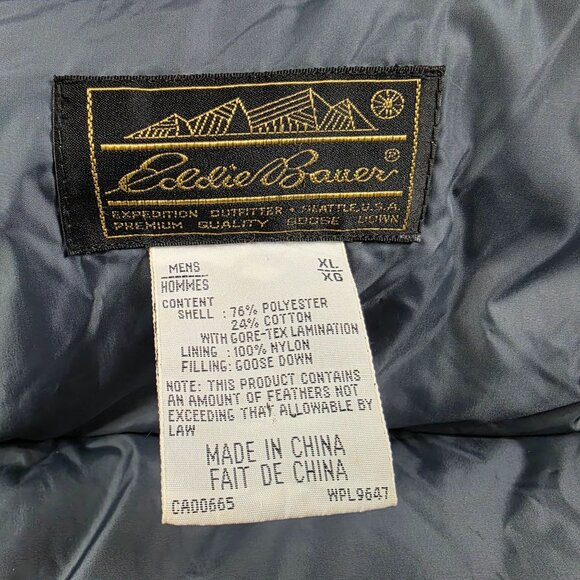 Eddie Bauer®
EXPEDITION OUTFITTER • SEATTLE, U.S.A.
PREMIUM QUALITY GOOSE DOWN
MENS XL
HOMMES XG
CONTENT
SHELL : 76% POLYESTER
24% COTTON
WITH GORE-TEX LAMINATION
LINING : 100% NYLON
FILLING: GOOSE DOWN
NOTE: THIS PRODUCT CONTAINS
AN AMOUNT OF FEATHERS NOT
EXCEEDING THAT ALLOWABLE BY
LAW
MADE IN CHINA
FAIT DE CHINA
CA00665 WPL9647